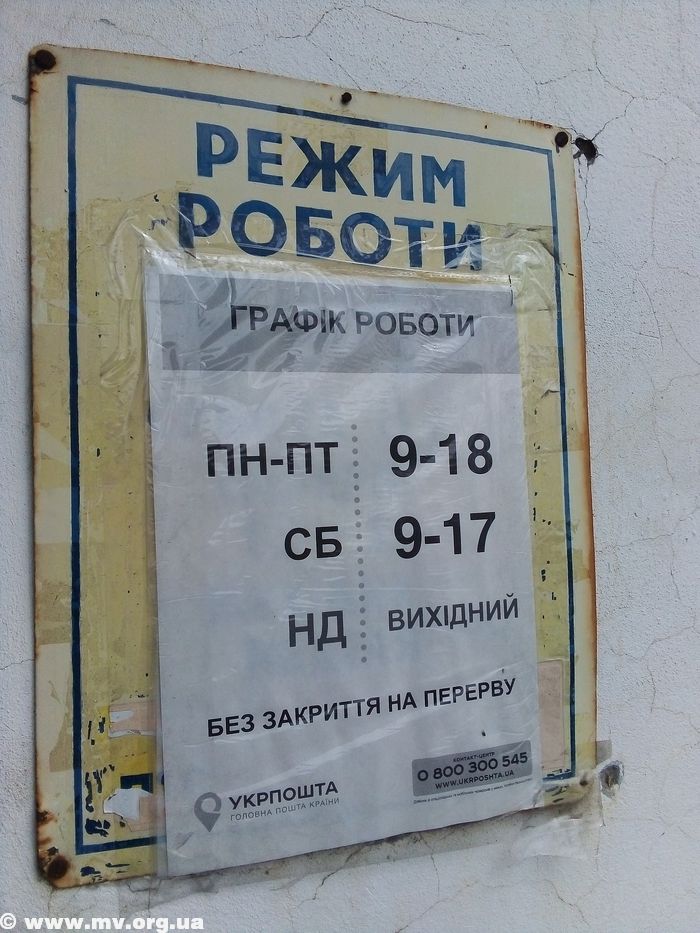 РЕЖИМ
РОБОТИ
ГРАФІК РОБОТИ
ПН-ПТ 9-18
СБ 9-17
НД ВИХІДНИЙ
БЕЗ ЗАКРИТТЯ НА ПЕРЕРВУ
УКРПОШТА
ГОЛОВНА ПОШТА КРАЇНИ
КОНТАКТ-ЦЕНТР
0 800 300 545
WWW.UKRPOSHTA.UA
© www.mv.org.ua